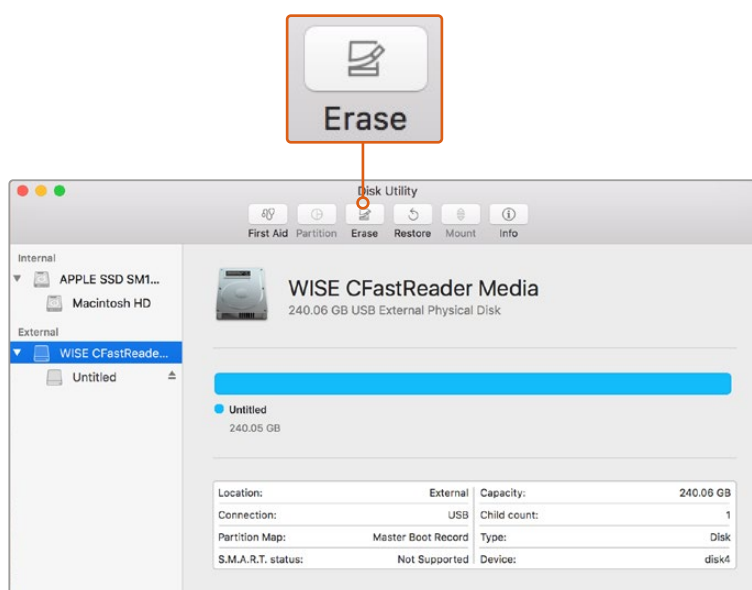 Erase
Disk Utility
First Aid Partition Erase Restore Mount Info
Internal
APPLE SSD SM1...
Macintosh HD
External
WISE CFastReade...
Untitled
WISE CFastReader Media
240.06 GB USB External Physical Disk
Untitled
240.05 GB
Location: External Capacity: 240.06 GB
Connection: USB Child count: 1
Partition Map: Master Boot Record Type: Disk
S.M.A.R.T. status: Not Supported Device: disk4